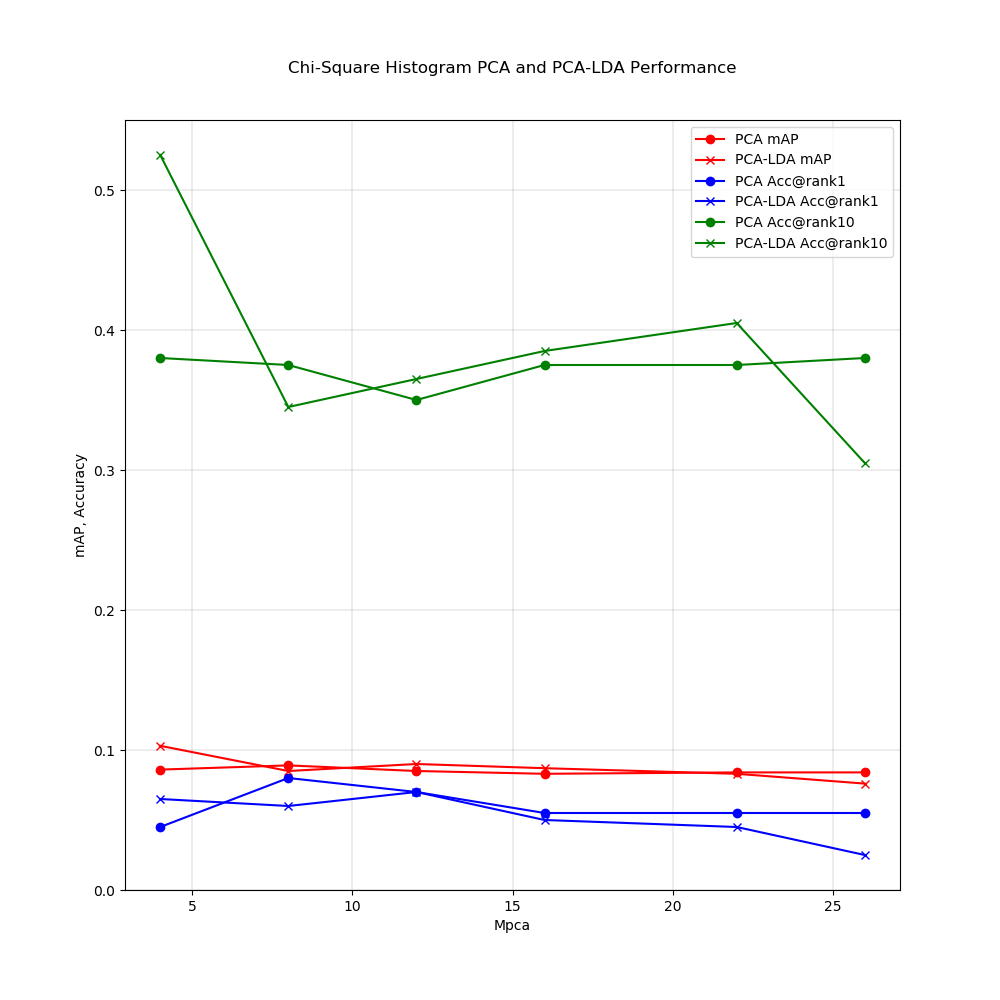 Chi-Square Histogram PCA and PCA-LDA Performance
PCA mAP
PCA-LDA mAP
PCA Acc@rank1
PCA-LDA Acc@rank1
PCA Acc@rank10
PCA-LDA Acc@rank10
mAP, Accuracy
0.5
0.4
0.3
0.2
0.1
0.0
5 10 15 20 25
Mpca